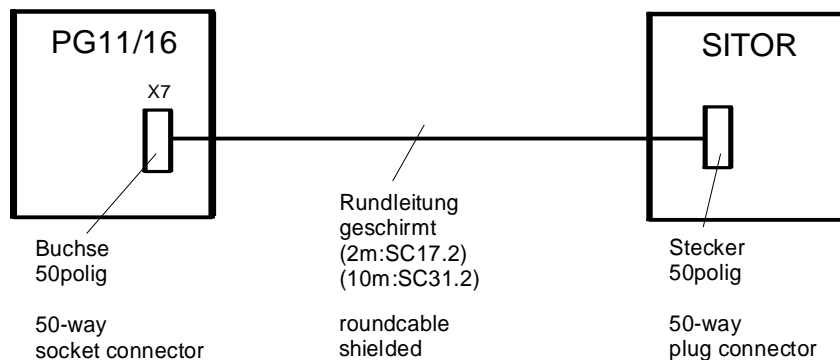 PG11/16
SITOR
X7
Buchse
50polig
50-way
socket connector
Rundleitung
geschirmt
(2m:SC17.2)
(10m:SC31.2)
roundcable
shielded
Stecker
50polig
50-way
plug connector